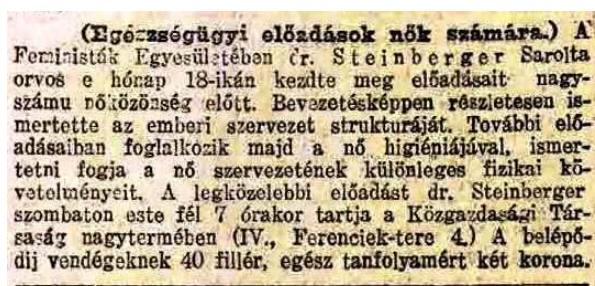 (Egészségügyi előadások nők számára.) A
Feministák Egyesületében dr. Steinberger Sarolta
orvos e hónap 18-ikán kezdte meg előadásait nagy-
számu nőközönség előtt. Bevezetésképpen részletesen is-
mertette az emberi szervezet strukturáját. További elő-
adásaiban foglalkozik majd a nő higiéniájával, ismer-
tetni fogja a nő szervezetének különleges fizikai kö-
vetelményeit. A legközelebbi előadást dr. Steinberger
szombaton este fél 7 órakor tartja a Közgazdasági Tár-
saság nagytermében (IV., Ferenciek-tere 4.) A belépő-
dij vendégeknek 40 fillér, egész tanfolyamért két korona.